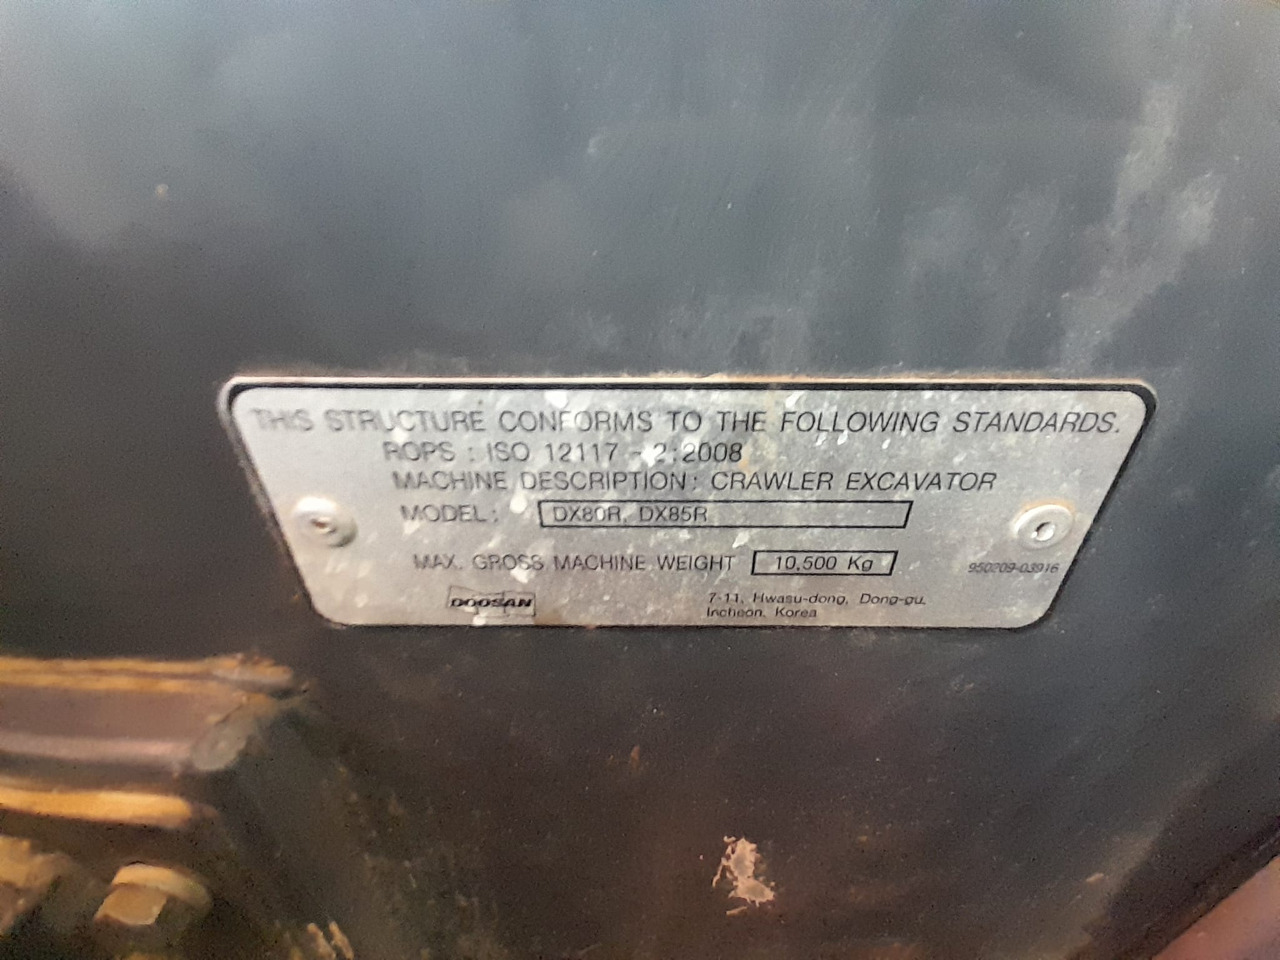 THIS STRUCTURE CONFORMS TO THE FOLLOWING STANDARDS.
ROPS : ISO 12117 - 2 : 2008
MACHINE DESCRIPTION : CRAWLER EXCAVATOR
MODEL : DX80R, DX85R
MAX. GROSS MACHINE WEIGHT 10,500 Kg
950209-03916
DOOSAN
7-11, Hwasu-dong, Dong-gu,
Incheon, Korea